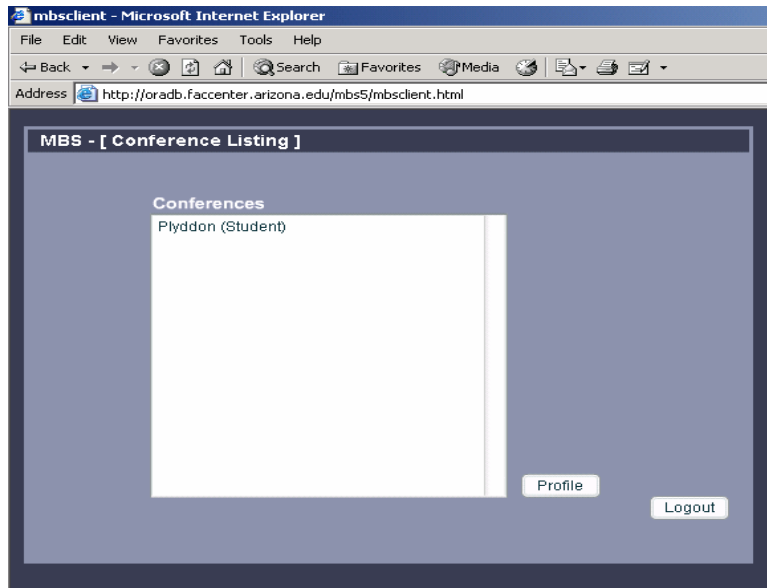 mbsclient - Microsoft Internet Explorer
File Edit View Favorites Tools Help
Back Search Favorites Media
Address http://oradb.faccenter.arizona.edu/mbs5/mbsclient.html
MBS - [ Conference Listing ]
Conferences
Plyddon (Student)
Profile
Logout